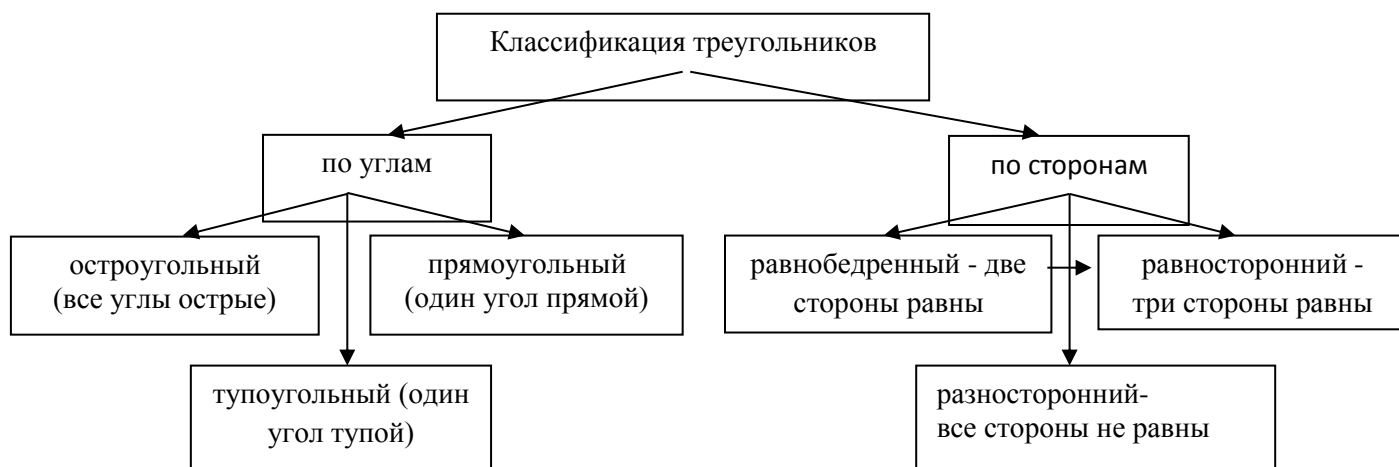 Классификация треугольников
по углам
по сторонам
остроугольный
(все углы острые)
прямоугольный
(один угол прямой)
равнобедренный - две
стороны равны
равносторонний -
три стороны равны
тупоугольный (один
угол тупой)
разносторонний-
все стороны не равны